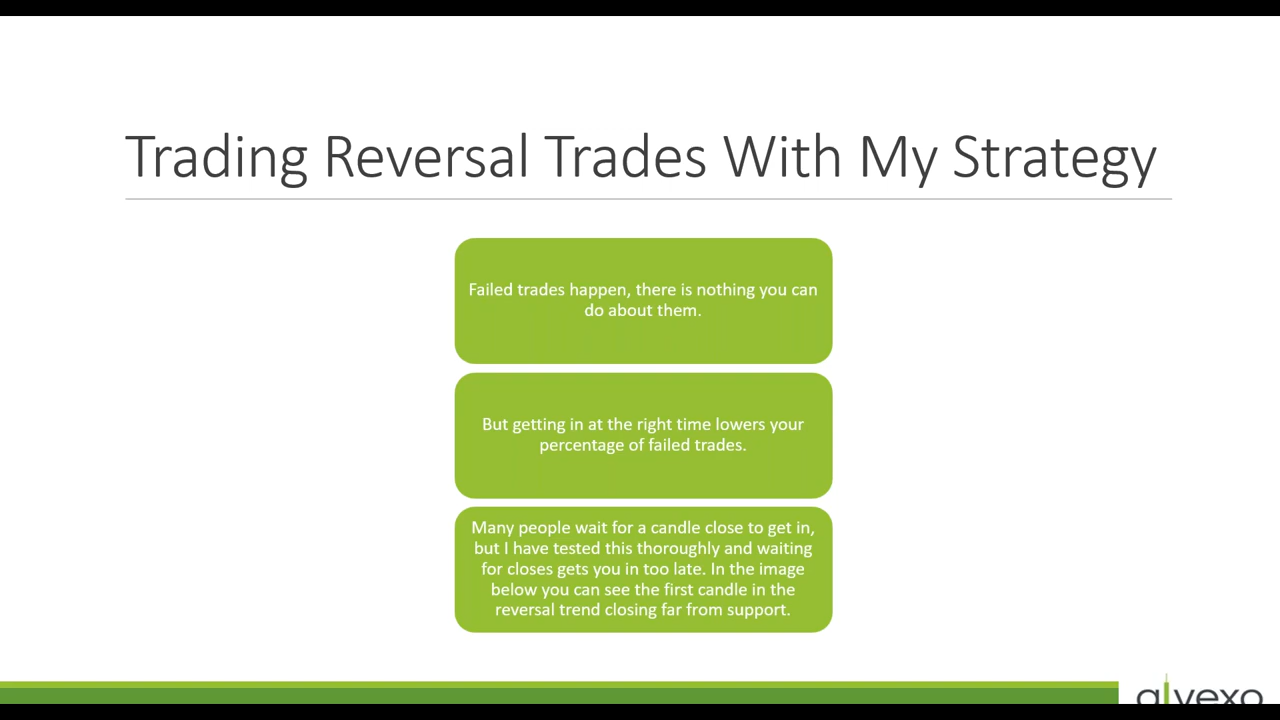 Trading Reversal Trades With My Strategy
Failed trades happen, there is nothing you can
do about them.
But getting in at the right time lowers your
percentage of failed trades.
Many people wait for a candle close to get in,
but I have tested this thoroughly and waiting
for closes gets you in too late. In the image
below you can see the first candle in the
reversal trend closing far from support.
alvexo